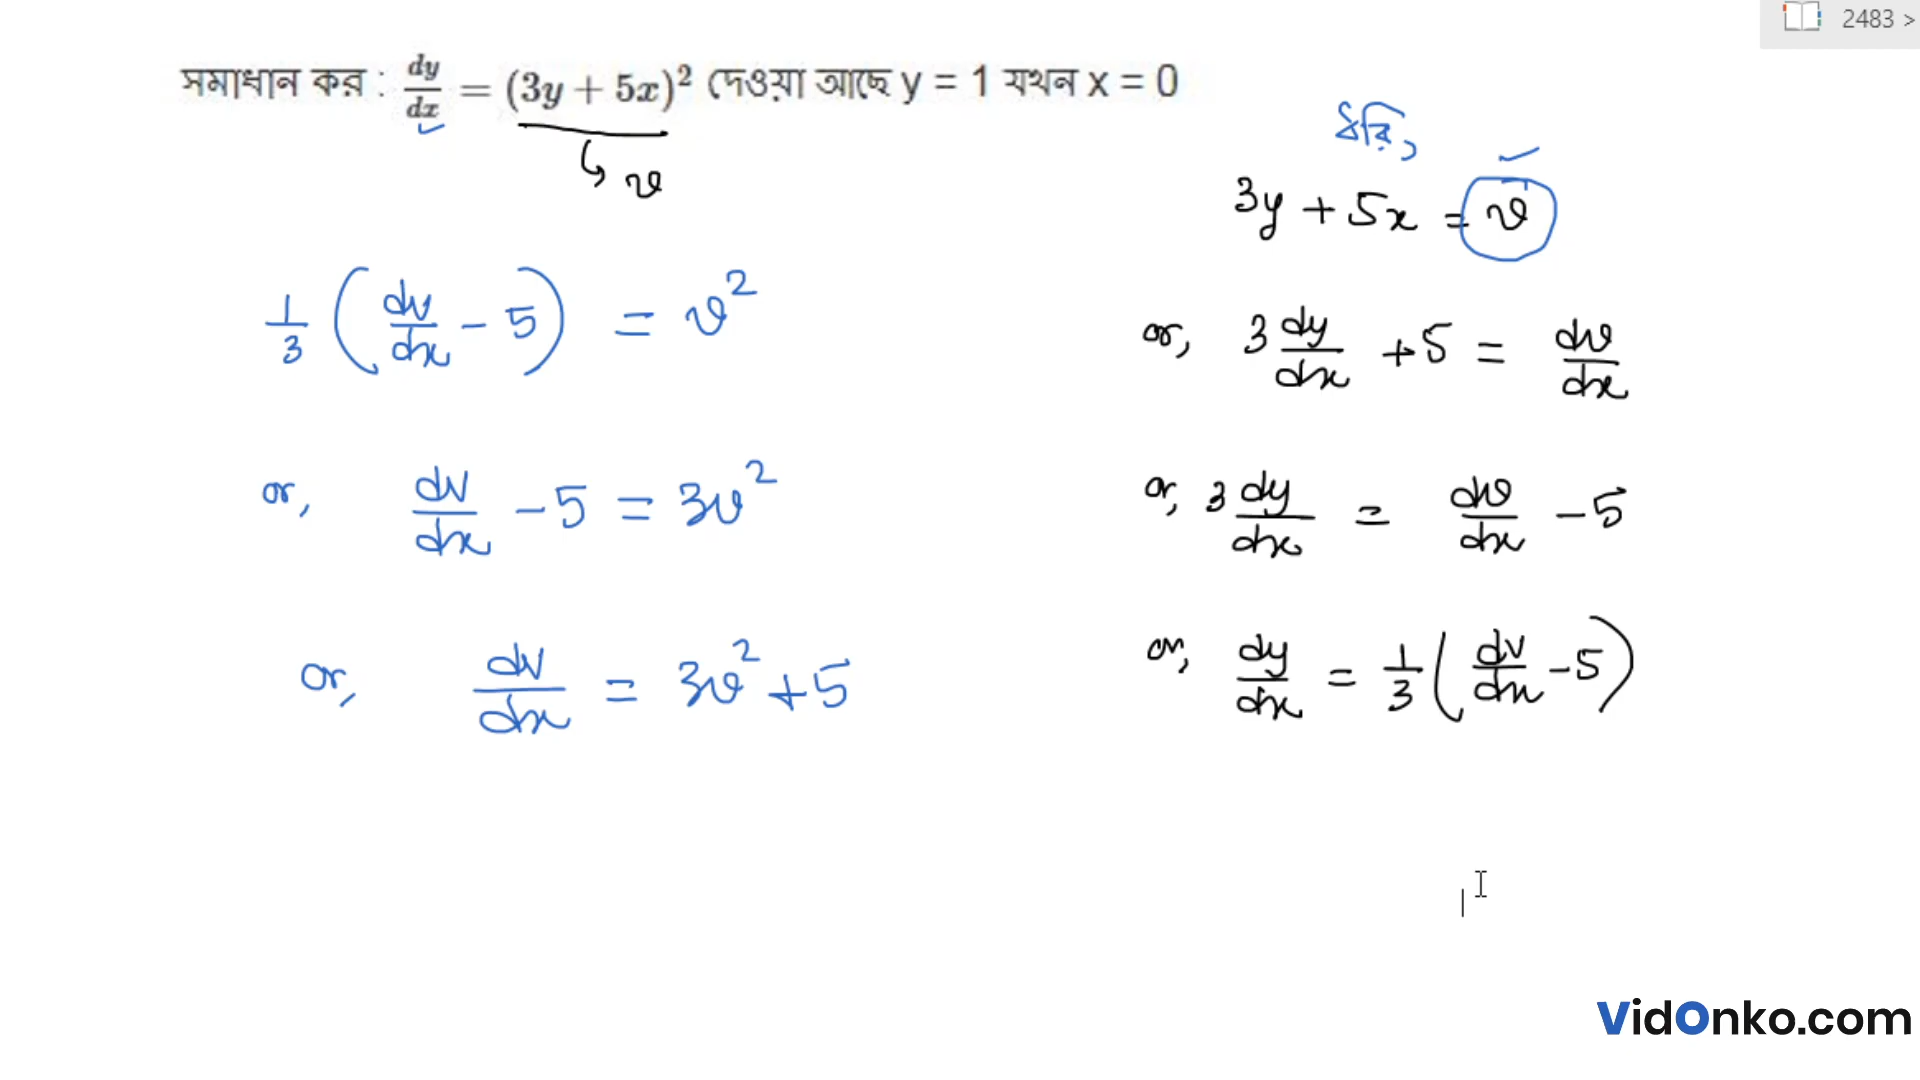 2483 >
সমাধান কর : dy/dx = (3y + 5x)² দেওয়া আছে y = 1 যখন x = 0
↳ v
ধরি,
3y + 5x = v
1/3 (dv/dx - 5) = v²
or, 3 dy/dx + 5 = dv/dx
or, dv/dx - 5 = 3v²
or, 3 dy/dx = dv/dx - 5
or, dv/dx = 3v² + 5
or, dy/dx = 1/3 (dv/dx - 5)
VidOnko.com